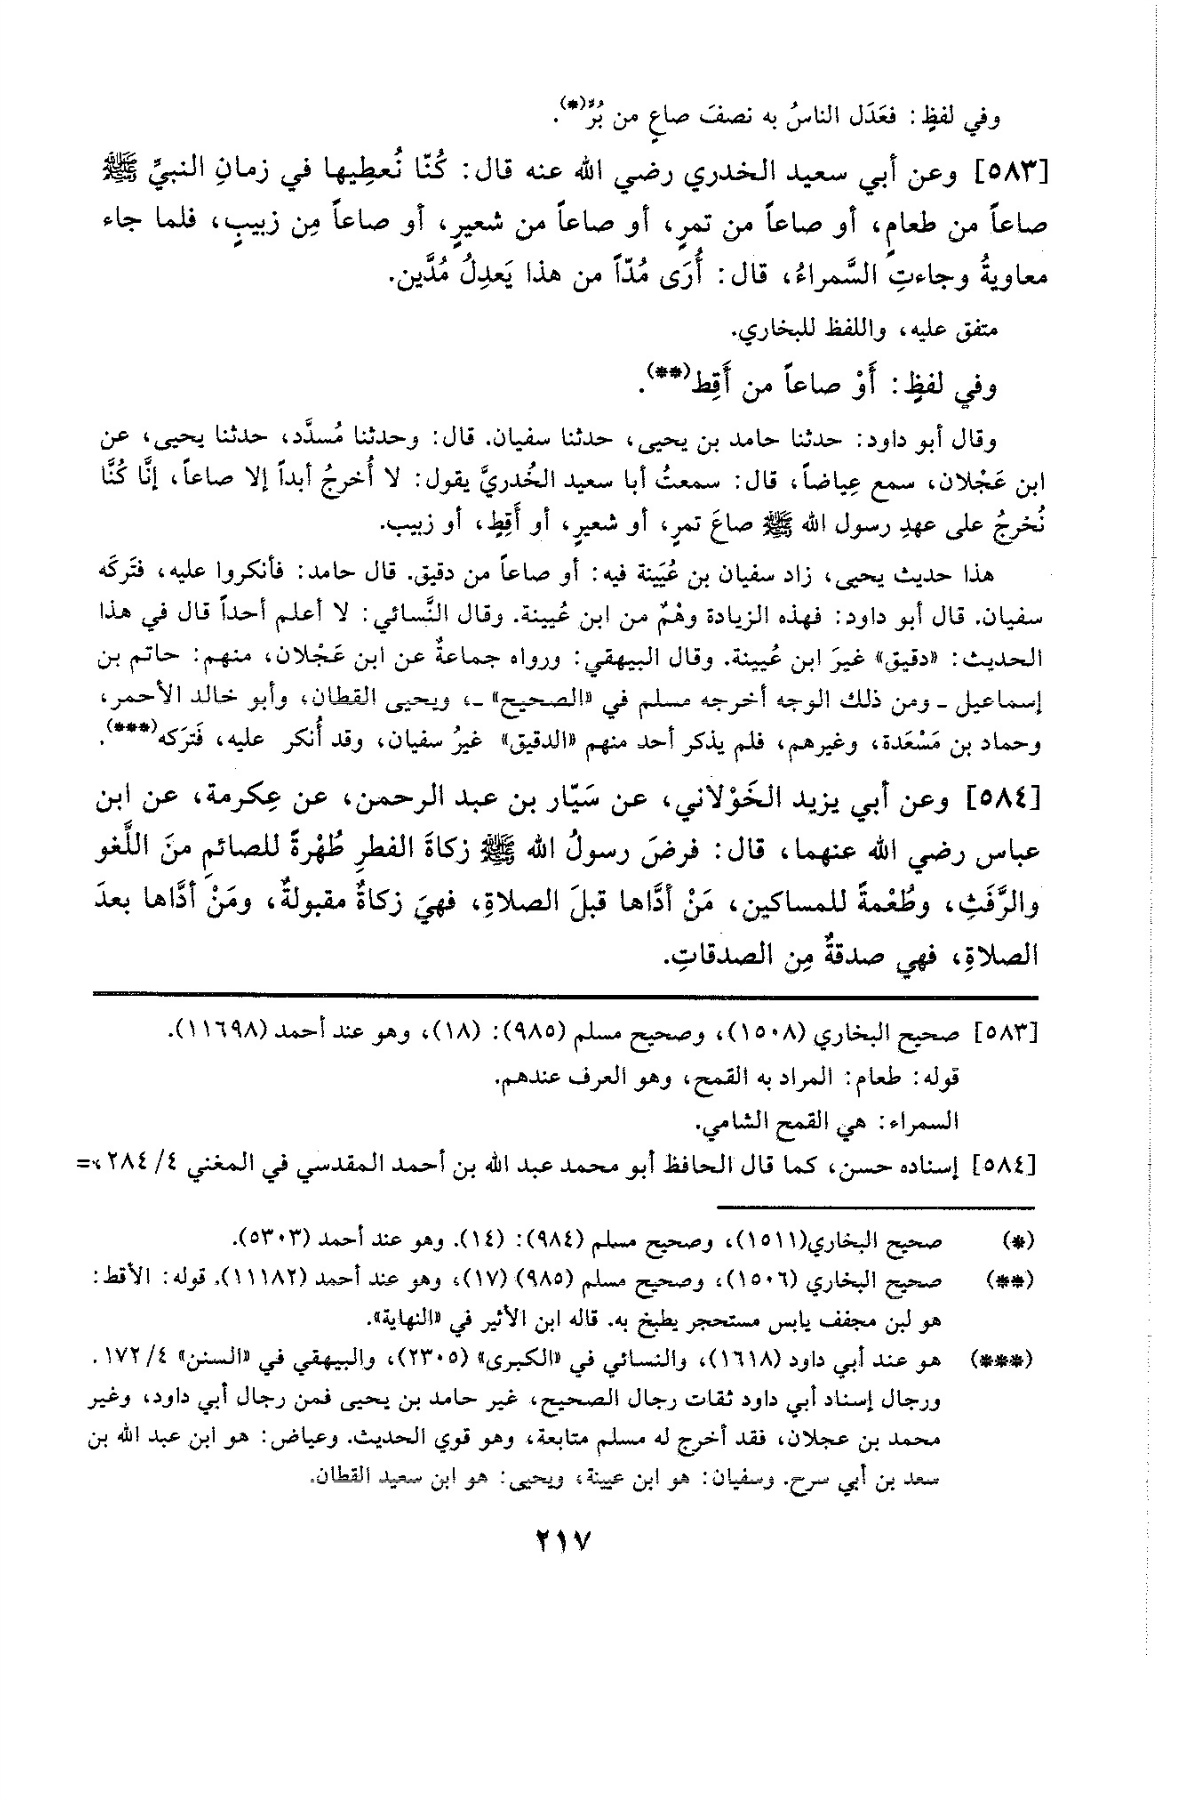 وفي لفظٍ: فعَدَل الناسُ به نصفَ صاعٍ من بُرٍّ(*).
[٥٨٣] وعن أبي سعيد الخدري رضي الله عنه قال: كُنّا نُعطِيها في زمانِ النبيِّ ﷺ
صاعاً من طعامٍ، أو صاعاً من تمرٍ، أو صاعاً من شعيرٍ، أو صاعاً مِن زبيبٍ، فلما جاء
معاويةُ وجاءتِ السَّمراءُ، قال: أُرَى مُدّاً من هذا يَعدِلُ مُدَّين.
متفق عليه، واللفظ للبخاري.
وفي لفظٍ: أَوْ صاعاً من أَقِط(**).
وقال أبو داود: حدثنا حامد بن يحيى، حدثنا سفيان. قال: وحدثنا مُسدَّد، حدثنا يحيى، عن
ابن عَجْلان، سمع عِياضاً، قال: سمعتُ أبا سعيد الخُدريَّ يقول: لا أُخرجُ أبداً إلا صاعاً، إنَّا كُنَّا
نُخرجُ على عهدِ رسول الله ﷺ صاعَ تمرٍ، أو شعيرٍ، أو أَقِطٍ، أو زبيب.
هذا حديث يحيى، زاد سفيان بن عُيَينة فيه: أو صاعاً من دقيق. قال حامد: فأنكروا عليه، فتَركَه
سفيان. قال أبو داود: فهذه الزيادة وهْمٌ من ابن عُيينة. وقال النَّسائي: لا أعلم أحداً قال في هذا
الحديث: «دقيق» غيرَ ابن عُيينة. وقال البيهقي: ورواه جماعةٌ عن ابن عَجْلان، منهم: حاتم بن
إسماعيل ـ ومن ذلك الوجه أخرجه مسلم في «الصحيح» ـ، ويحيى القطان، وأبو خالد الأحمر،
وحماد بن مَسْعَدة، وغيرهم، فلم يذكر أحد منهم «الدقيق» غيرُ سفيان، وقد أُنكر عليه، فَتركه(***).
[٥٨٤] وعن أبي يزيد الخَوْلاني، عن سَيّار بن عبد الرحمن، عن عِكرمة، عن ابن
عباس رضي الله عنهما، قال: فرضَ رسولُ الله ﷺ زكاةَ الفطرِ طُهْرةً للصائمِ منَ اللَّغو
والرَّفَثِ، وطُعْمةً للمساكين، مَنْ أدَّاها قبلَ الصلاةِ، فهيَ زكاةٌ مقبولةٌ، ومَنْ أدَّاها بعدَ
الصلاةِ، فهي صدقةٌ مِن الصدقاتِ.
[٥٨٣] صحيح البخاري (١٥٠٨)، وصحيح مسلم (٩٨٥): (١٨)، وهو عند أحمد (١١٦٩٨).
قوله: طعام: المراد به القمح، وهو العرف عندهم.
السمراء: هي القمح الشامي.
[٥٨٤] إسناده حسن، كما قال الحافظ أبو محمد عبد الله بن أحمد المقدسي في المغني ٤/ ٢٨٤،=
(*) صحيح البخاري(١٥١١)، وصحيح مسلم (٩٨٤): (١٤). وهو عند أحمد (٥٣٠٣).
(**) صحيح البخاري (١٥٠٦)، وصحيح مسلم (٩٨٥) (١٧)، وهو عند أحمد (١١١٨٢). قوله: الأقط:
هو لبن مجفف يابس مستحجر يطبخ به. قاله ابن الأثير في «النهاية».
(***) هو عند أبي داود (١٦١٨)، والنسائي في «الكبرى» (٢٣٠٥)، والبيهقي في «السنن» ٤/ ١٧٢.
ورجال إسناد أبي داود ثقات رجال الصحيح، غير حامد بن يحيى فمن رجال أبي داود، وغير
محمد بن عجلان، فقد أخرج له مسلم متابعة، وهو قوي الحديث. وعياض: هو ابن عبد الله بن
سعد بن أبي سرح. وسفيان: هو ابن عيينة، ويحيى: هو ابن سعيد القطان.
٢١٧